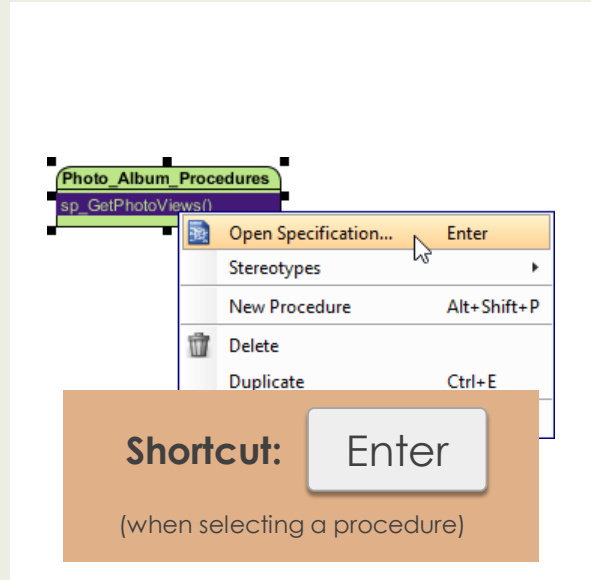 Photo_Album_Procedures
sp_GetPhotoViews()
Open Specification... Enter
Stereotypes
New Procedure Alt+Shift+P
Delete
Duplicate Ctrl+E
Shortcut: Enter
(when selecting a procedure)